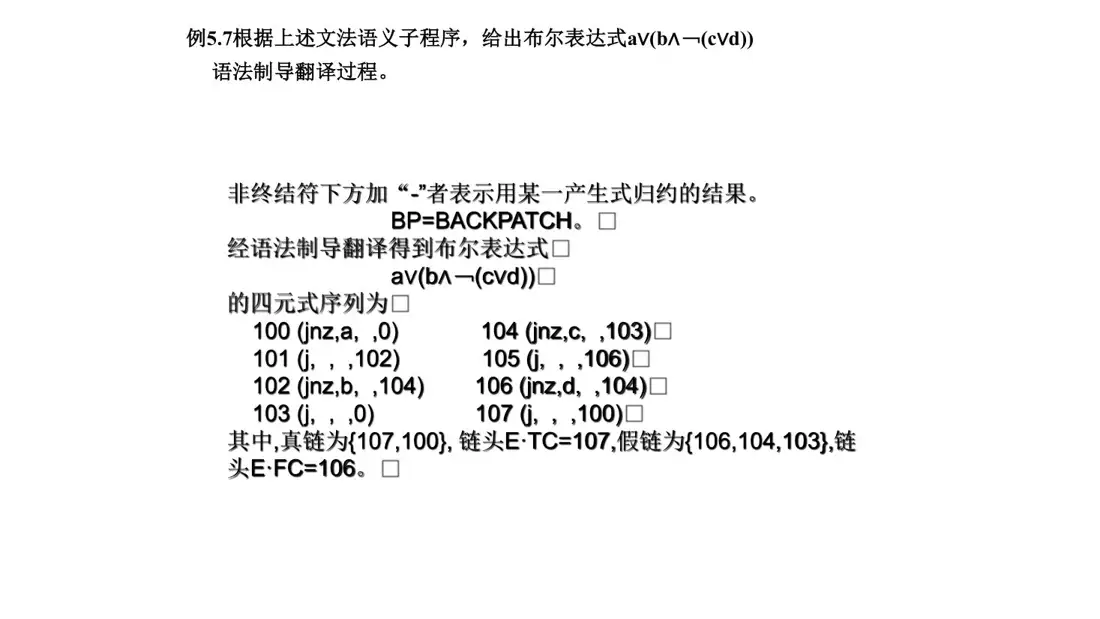 例5.7根据上述文法语义子程序，给出布尔表达式a∨(b∧﹁(c∨d))
语法制导翻译过程。
非终结符下方加“-”者表示用某一产生式归约的结果。
BP=BACKPATCH。□
经语法制导翻译得到布尔表达式□
a∨(b∧﹁(c∨d))□
的四元式序列为□
100 (jnz,a, ,0) 104 (jnz,c, ,103)□
101 (j, , ,102) 105 (j, , ,106)□
102 (jnz,b, ,104) 106 (jnz,d, ,104)□
103 (j, , ,0) 107 (j, , ,100)□
其中,真链为{107,100}, 链头E·TC=107,假链为{106,104,103},链
头E·FC=106。□